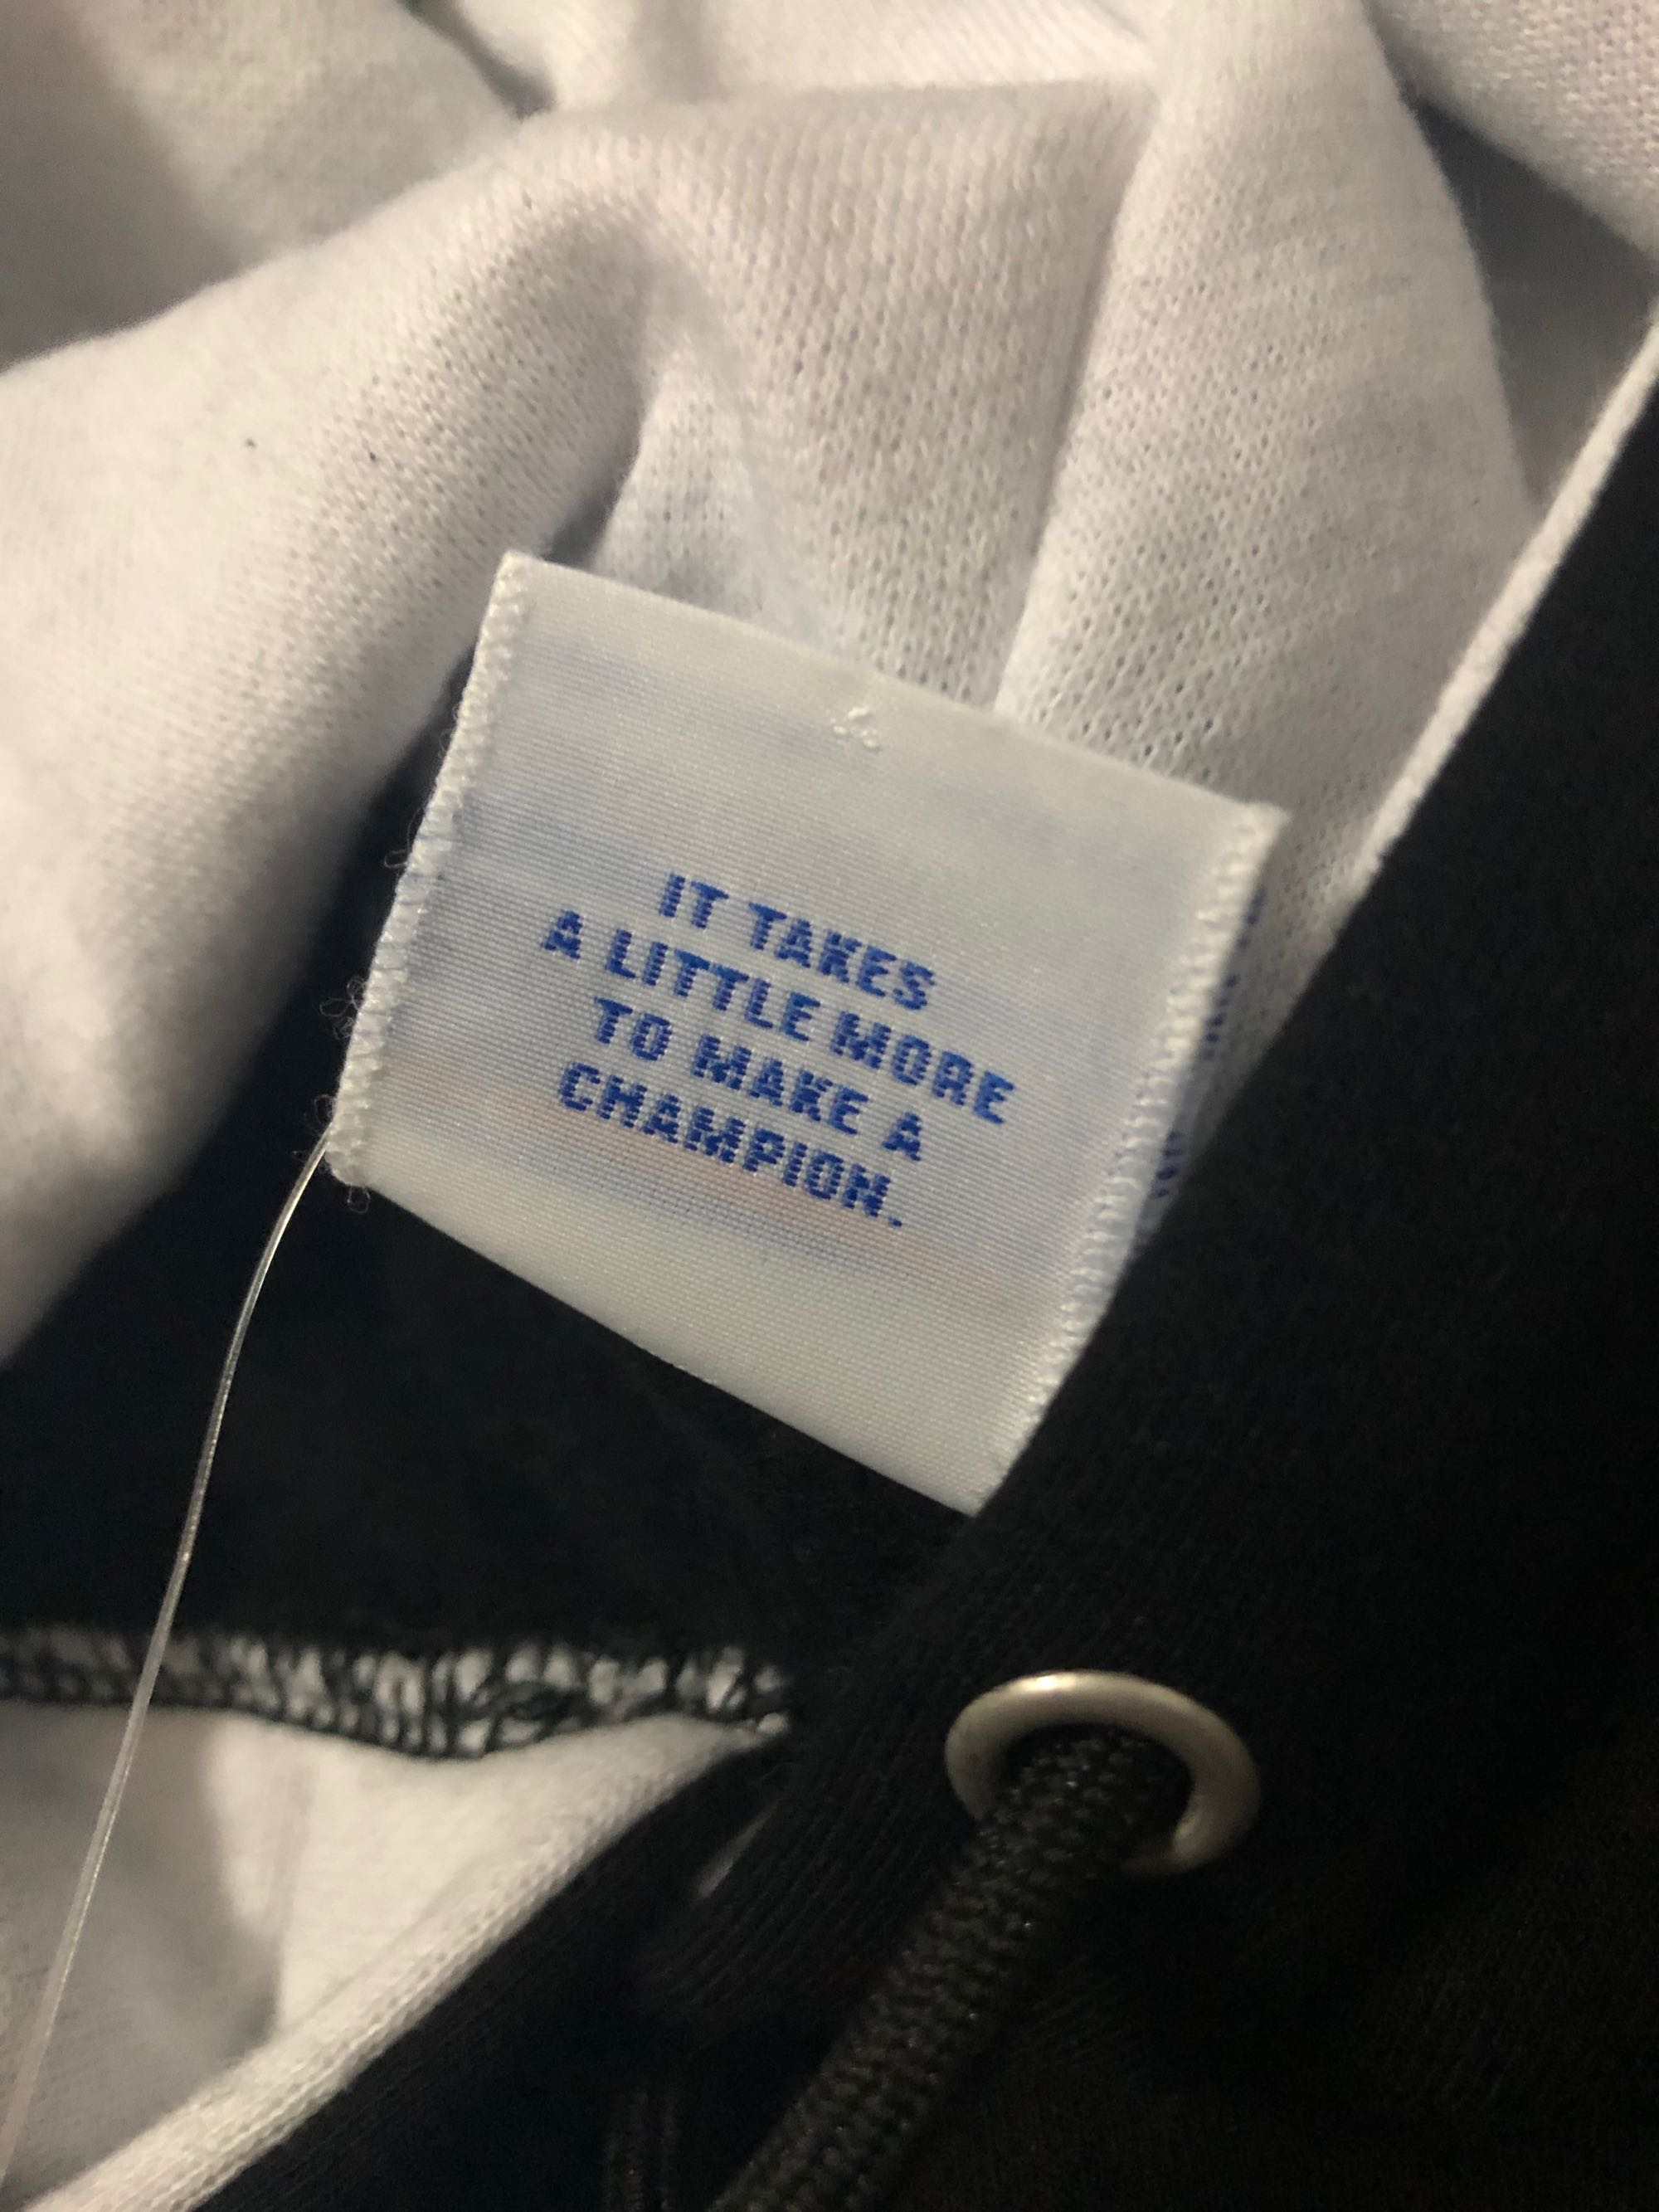 IT TAKES
A LITTLE MORE
TO MAKE A
CHAMPION.